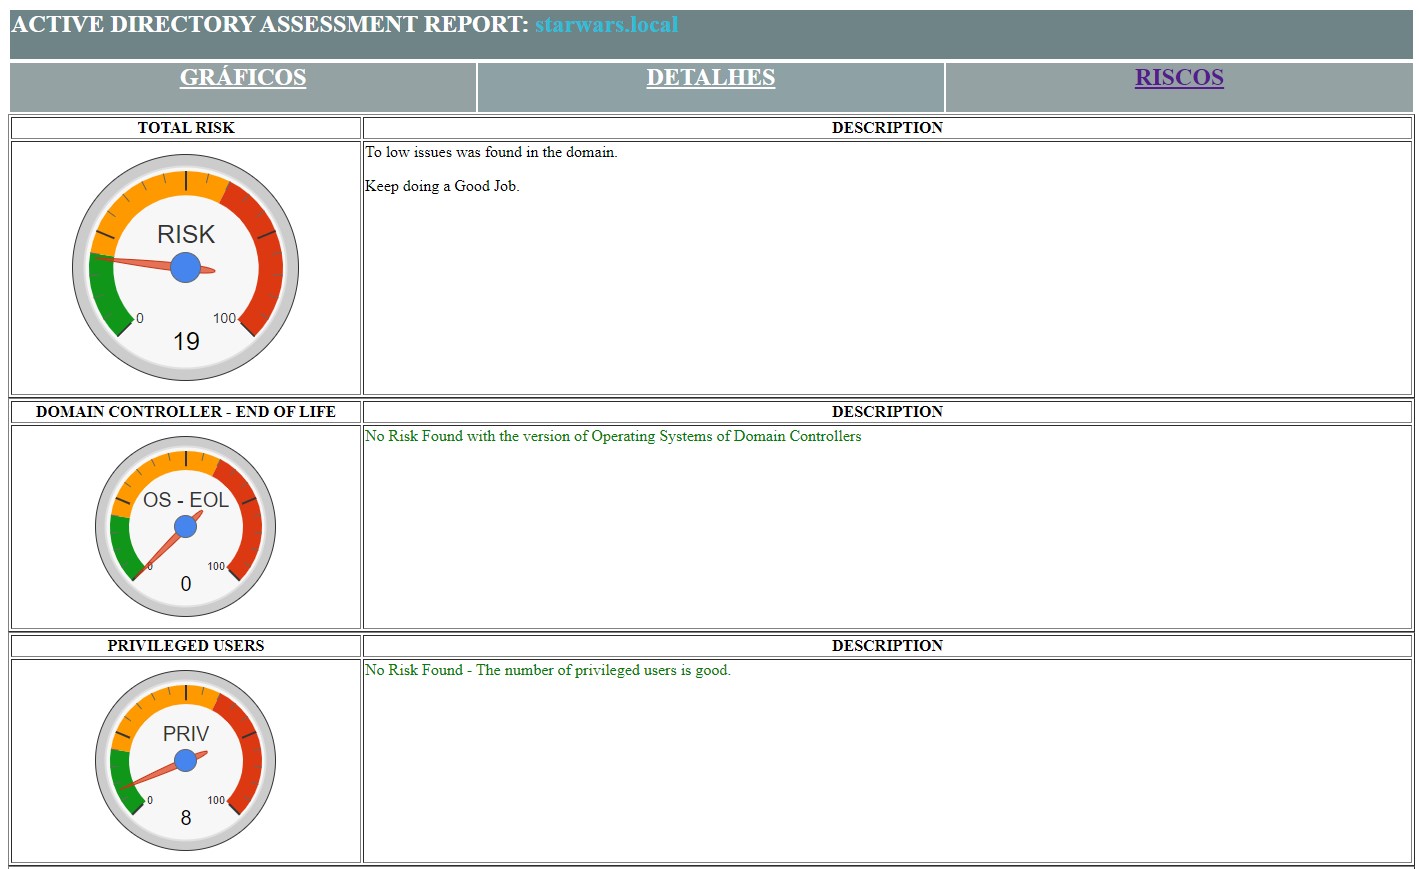 ACTIVE DIRECTORY ASSESSMENT REPORT: starwars.local
GRÁFICOS
DETALHES
RISCOS
TOTAL RISK
DESCRIPTION
RISK
0
100
19
To low issues was found in the domain.
Keep doing a Good Job.
DOMAIN CONTROLLER - END OF LIFE
DESCRIPTION
OS - EOL
0
100
0
No Risk Found with the version of Operating Systems of Domain Controllers
PRIVILEGED USERS
DESCRIPTION
PRIV
0
100
8
No Risk Found - The number of privileged users is good.